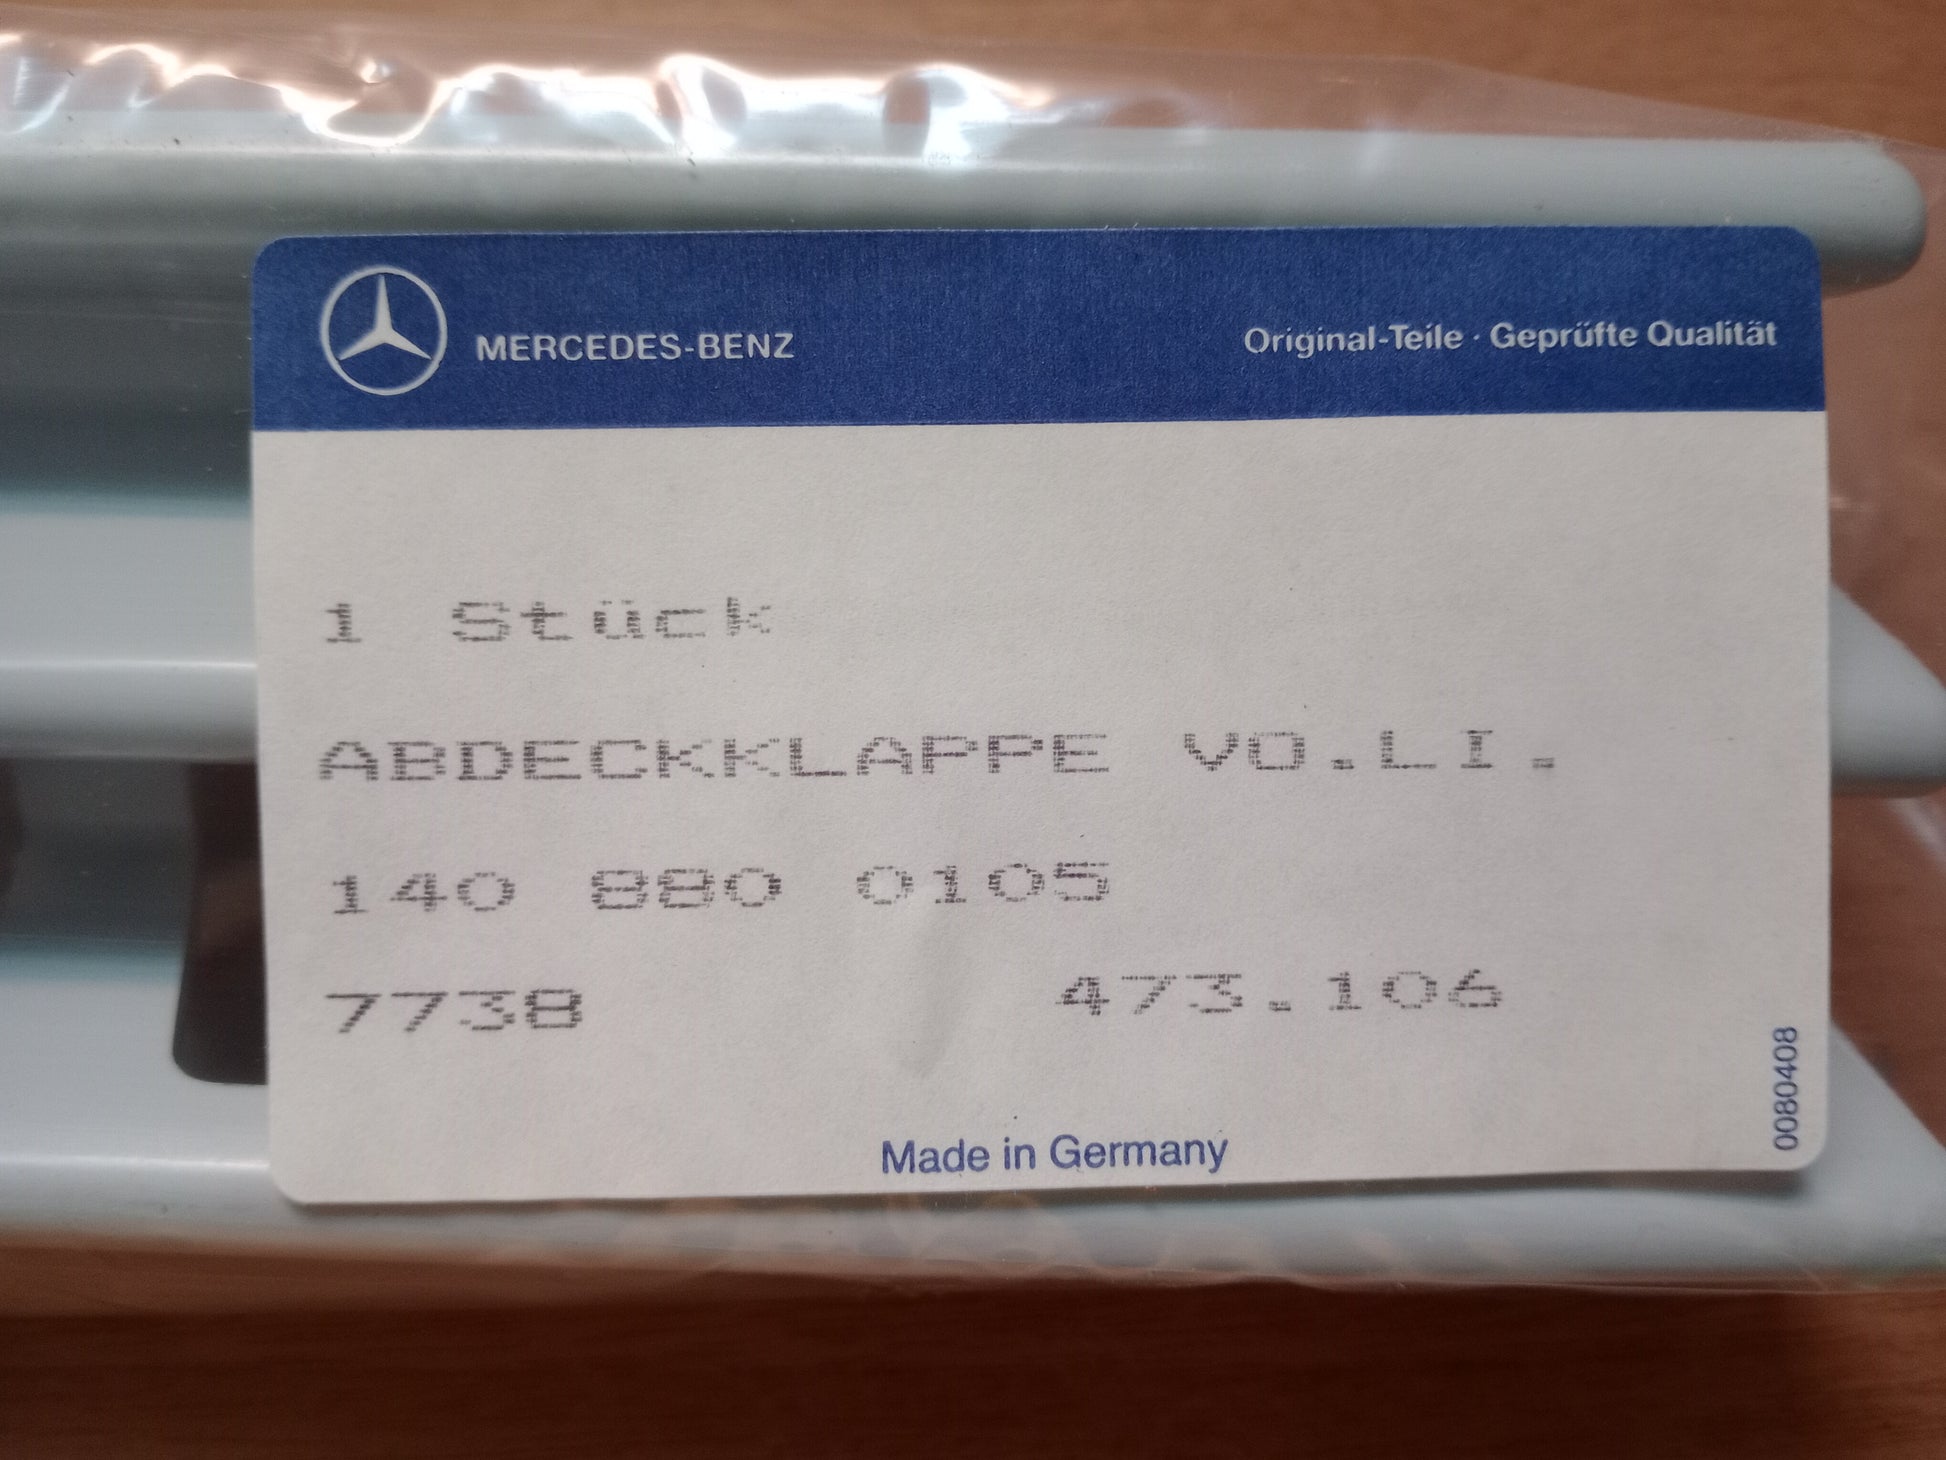 MERCEDES-BENZ
Original-Teile · Geprüfte Qualität
1 Stück
ABDECKKLAPPE VO.LI.
140 880 0105
7738 473.106
0080408
Made in Germany